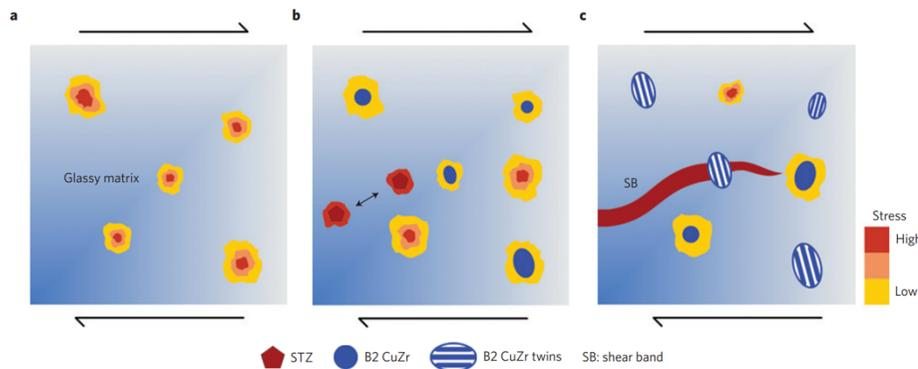 a
b
c
Glassy matrix
SB
Stress
High
Low
STZ
B2 CuZr
B2 CuZr twins
SB: shear band